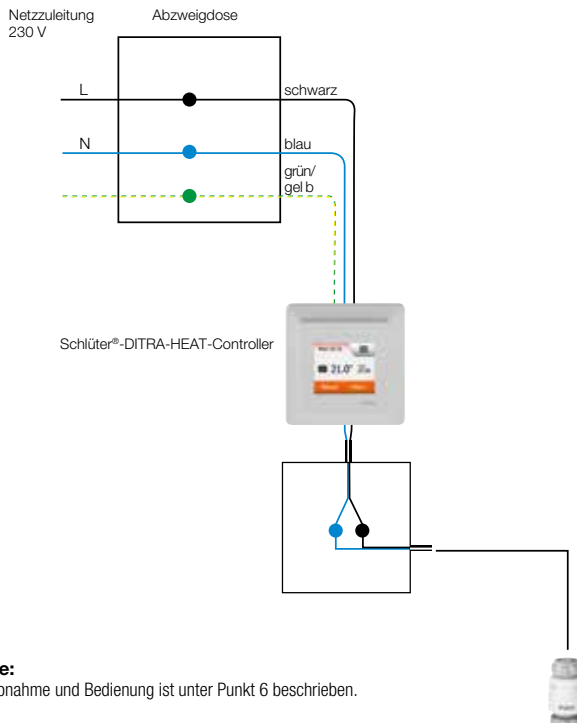 Netzzuleitung
230 V
Abzweigdose
L
schwarz
N
blau
grün/
gel b
Schlüter®-DITRA-HEAT-Controller
21.0°
e:
nahme und Bedienung ist unter Punkt 6 beschrieben.